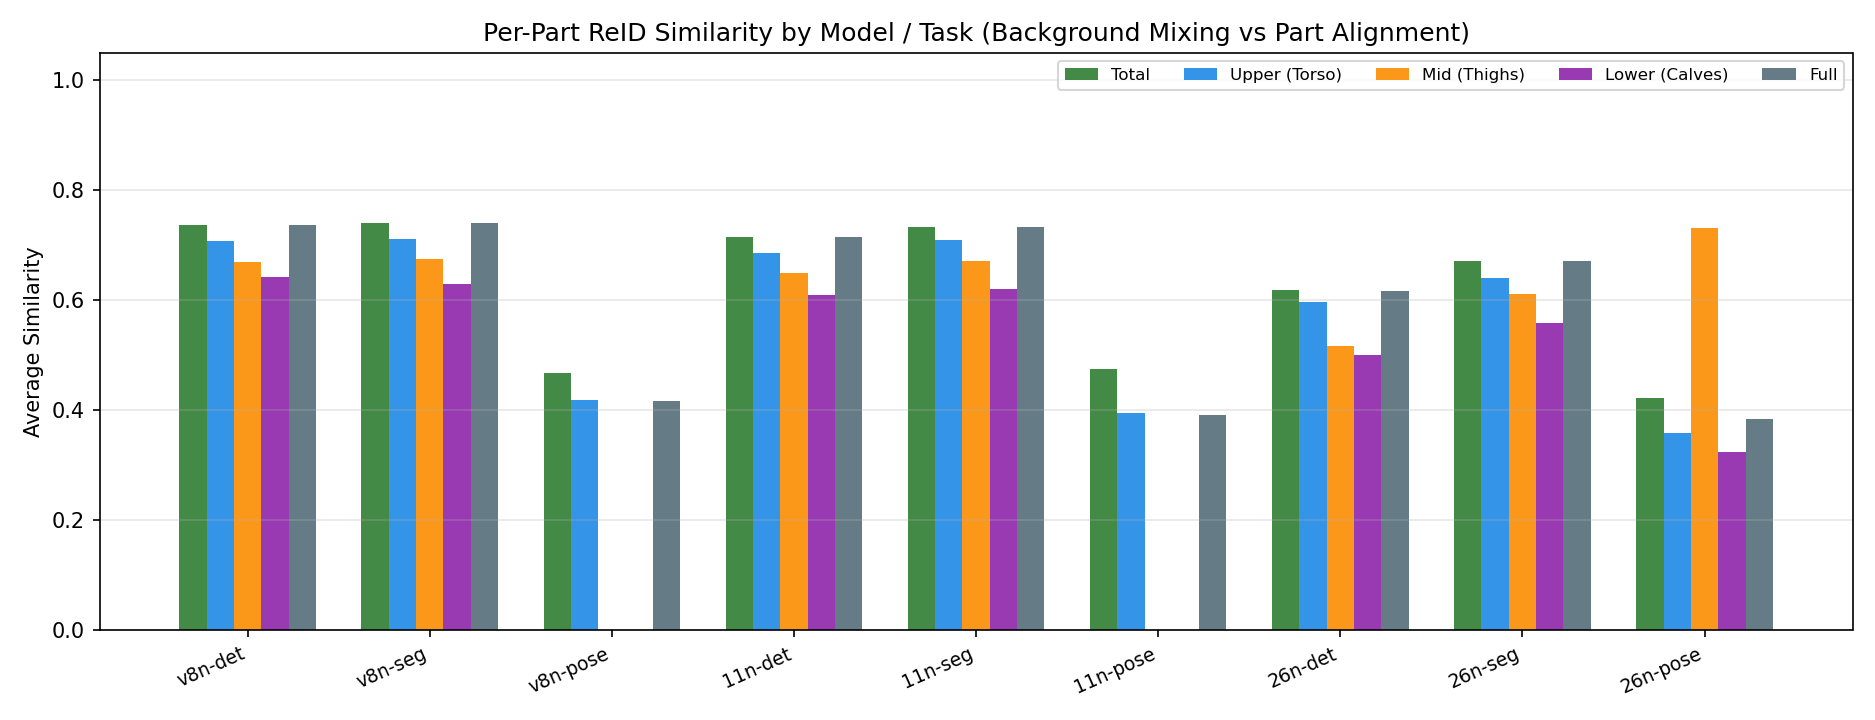 Per-Part ReID Similarity by Model / Task (Background Mixing vs Part Alignment)
Total Upper (Torso) Mid (Thighs) Lower (Calves) Full
Average Similarity
1.0
0.8
0.6
0.4
0.2
0.0
v8n-det v8n-seg v8n-pose 11n-det 11n-seg 11n-pose 26n-det 26n-seg 26n-pose